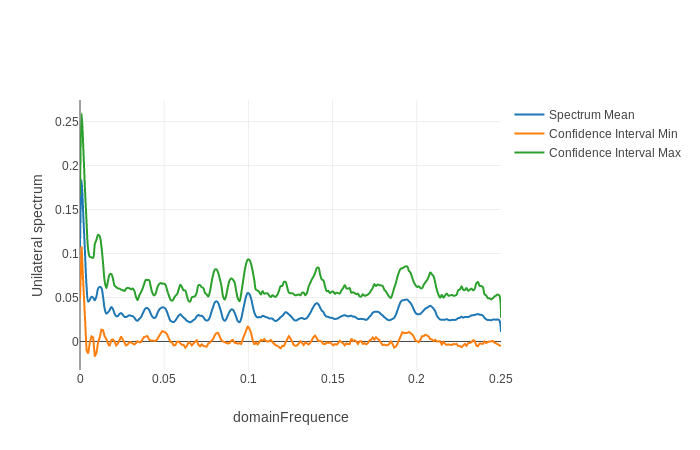 Spectrum Mean
Confidence Interval Min
Confidence Interval Max
Unilateral spectrum
0.25
0.2
0.15
0.1
0.05
0
0 0.05 0.1 0.15 0.2 0.25
domainFrequence